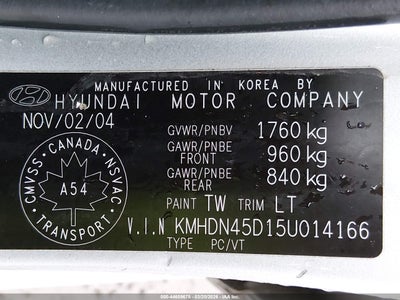 MANUFACTURED IN KOREA BY
HYUNDAI MOTOR COMPANY
NOV/02/04
GVWR/PNBV 1760 kg
GAWR/PNBE FRONT 960 kg
GAWR/PNBE REAR 840 kg
PAINT TW TRIM LT
V.I.N KMHDN45D15U014166
TYPE PC/VT
CMVSS · CANADA · NSVAC
A54
TRANSPORT